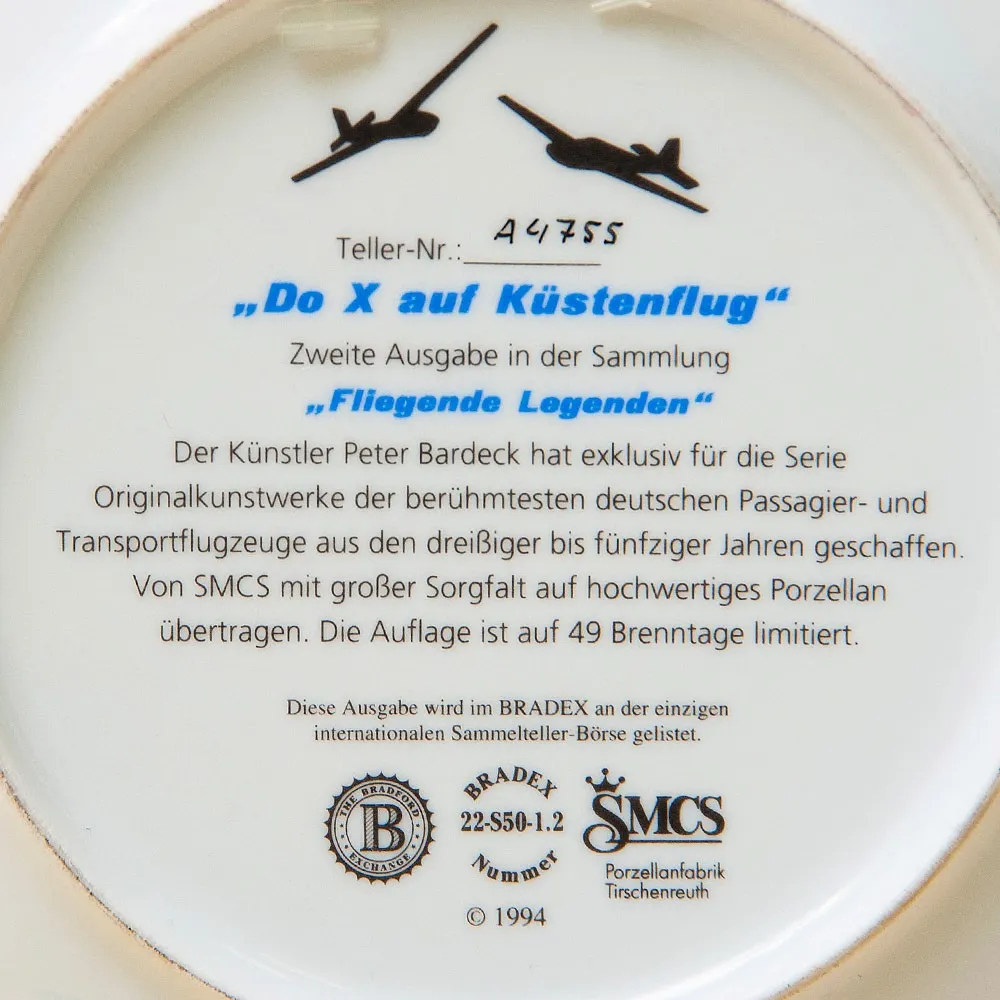 Teller-Nr.: A4755
„Do X auf Küstenflug“
Zweite Ausgabe in der Sammlung
„Fliegende Legenden“
Der Künstler Peter Bardeck hat exklusiv für die Serie
Originalkunstwerke der berühmtesten deutschen Passagier- und
Transportflugzeuge aus den dreißiger bis fünfziger Jahren geschaffen.
Von SMCS mit großer Sorgfalt auf hochwertiges Porzellan
übertragen. Die Auflage ist auf 49 Brenntage limitiert.
Diese Ausgabe wird im BRADEX an der einzigen
internationalen Sammelteller-Börse gelistet.
THE BRADFORD
B
EXCHANGE
BRADEX
22-S50-1.2
Nummer
SMCS
Porzellanfabrik
Tirschenreuth
© 1994